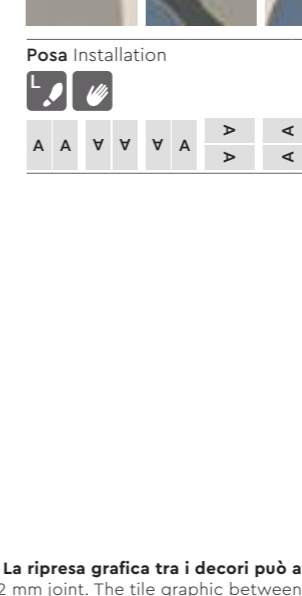 Posa Installation
L
A A ∀ ∀ ∀ A ⋗ ⋖
⋗ ⋖
La ripresa grafica tra i decori può
2 mm joint. The tile graphic between